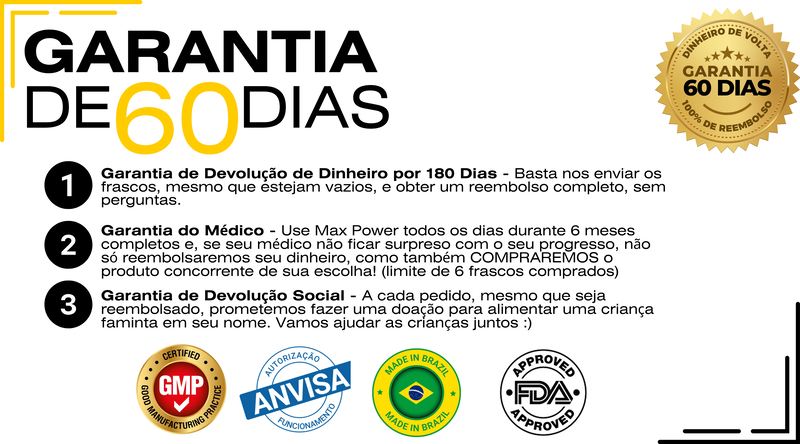 GARANTIA
DE 60 DIAS
DINHEIRO DE VOLTA
GARANTIA
60 DIAS
100% DE REEMBOLSO
1
Garantia de Devolução de Dinheiro por 180 Dias - Basta nos enviar os
frascos, mesmo que estejam vazios, e obter um reembolso completo, sem
perguntas.
2
Garantia do Médico - Use Max Power todos os dias durante 6 meses
completos e, se seu médico não ficar surpreso com o seu progresso, não
só reembolsaremos seu dinheiro, como também COMPRAREMOS o
produto concorrente de sua escolha! (limite de 6 frascos comprados)
3
Garantia de Devolução Social - A cada pedido, mesmo que seja
reembolsado, prometemos fazer uma doação para alimentar uma criança
faminta em seu nome. Vamos ajudar as crianças juntos :)
CERTIFIED
GMP
GOOD MANUFACTURING PRACTICE
AUTORIZAÇÃO
ANVISA
FUNCIONAMENTO
MADE IN BRAZIL
MADE IN BRAZIL
APPROVED
FDA
APPROVED